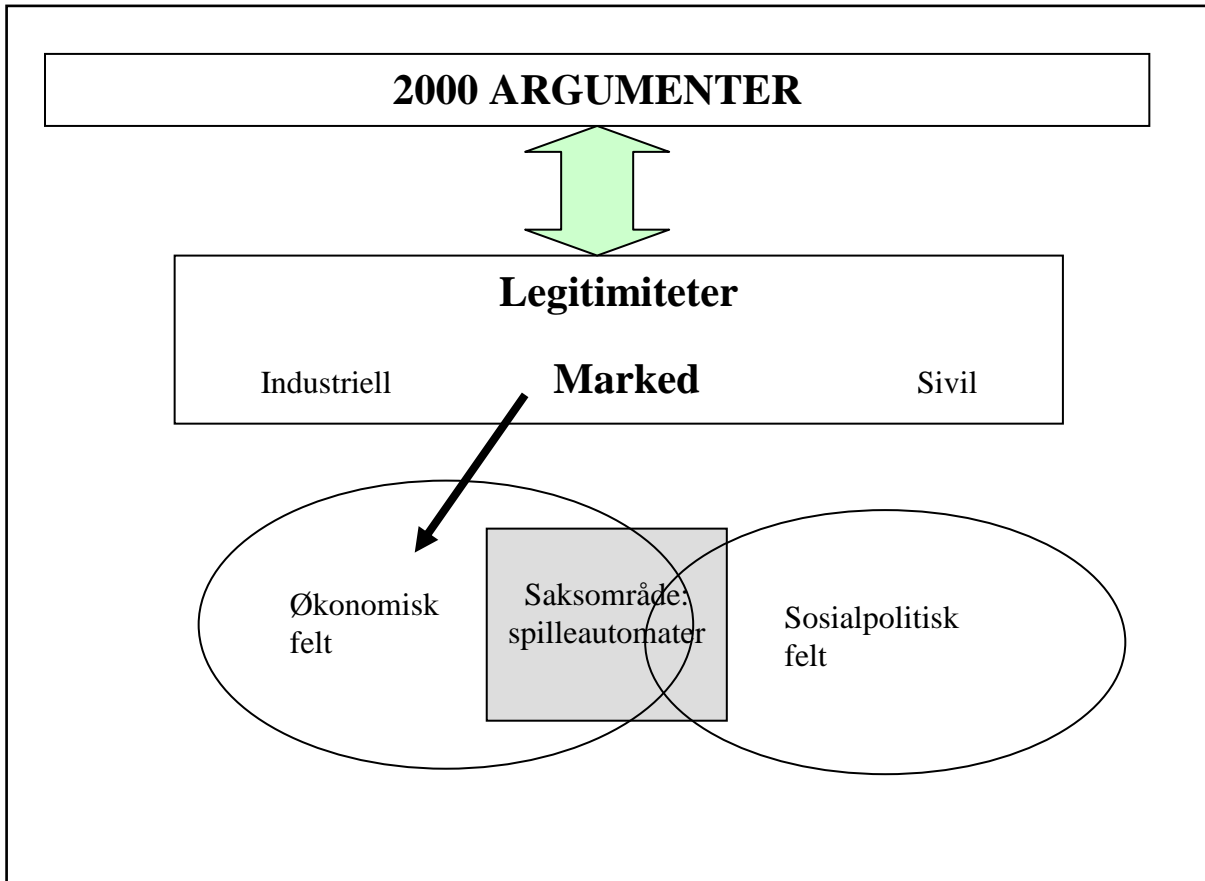 2000 ARGUMENTER
Legitimiteter
Industriell Marked Sivil
Økonomisk
felt
Saksområde:
spilleautomater
Sosialpolitisk
felt